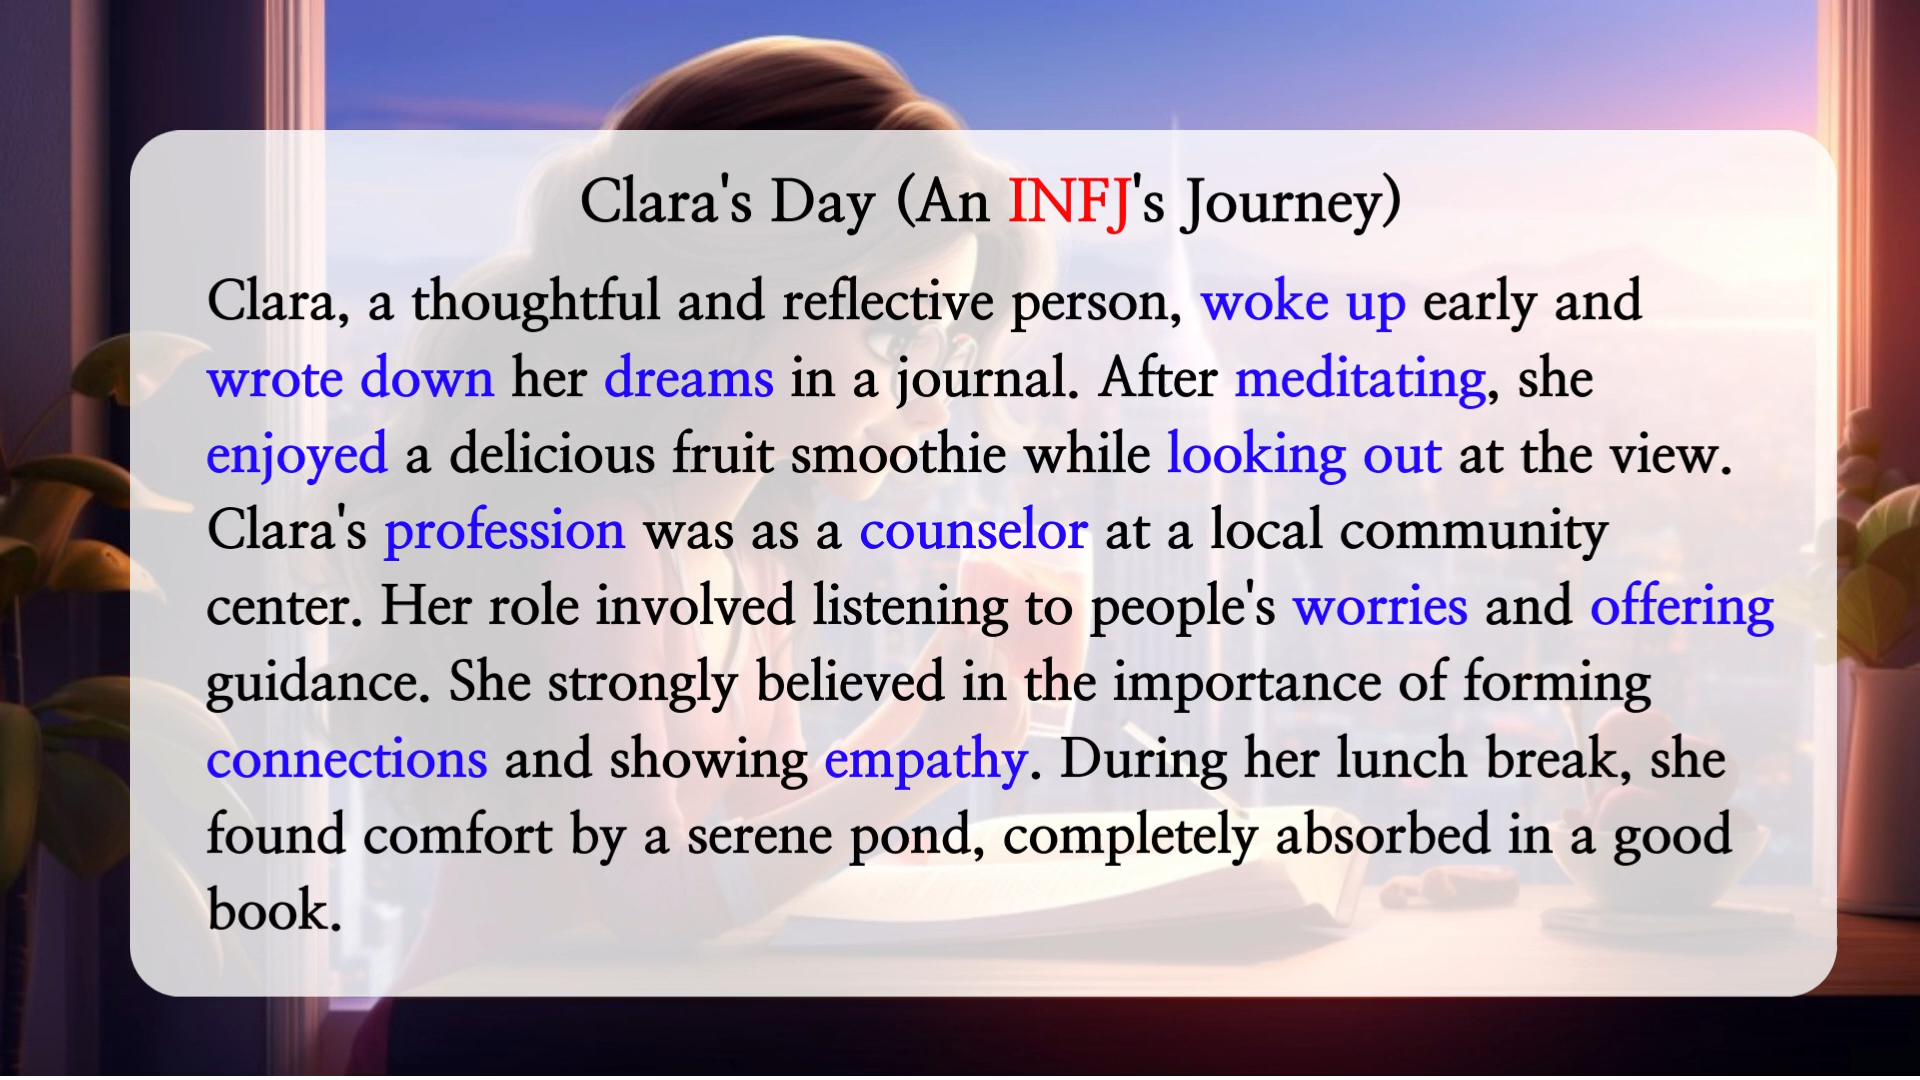 Clara's Day (An INFJ's Journey)
Clara, a thoughtful and reflective person, woke up early and
wrote down her dreams in a journal. After meditating, she
enjoyed a delicious fruit smoothie while looking out at the view.
Clara's profession was as a counselor at a local community
center. Her role involved listening to people's worries and offering
guidance. She strongly believed in the importance of forming
connections and showing empathy. During her lunch break, she
found comfort by a serene pond, completely absorbed in a good
book.